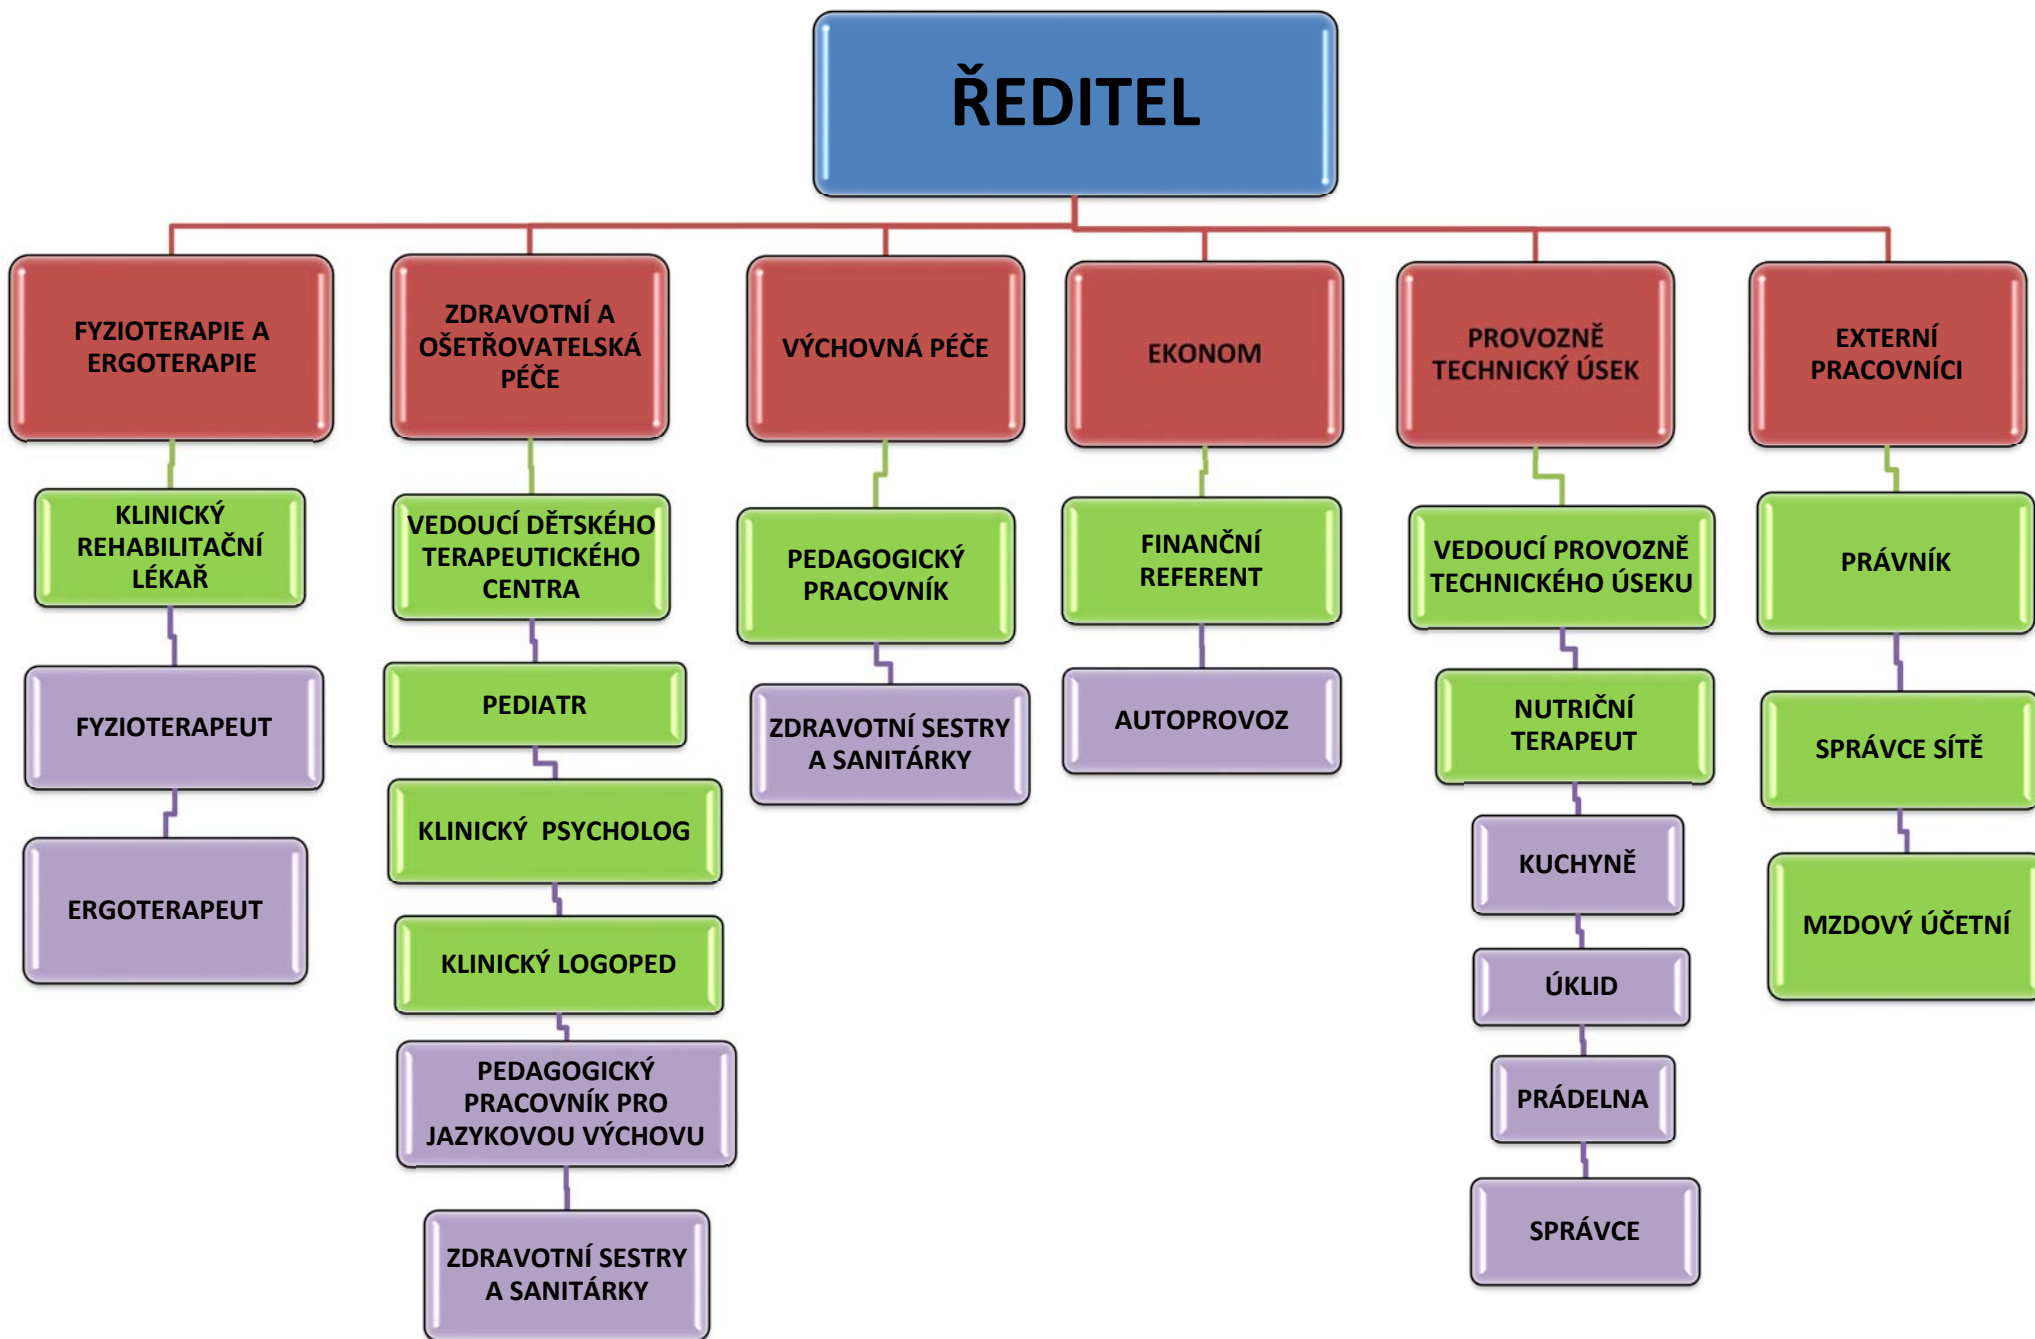 ŘEDITEL
FYZIOTERAPIE A
ERGOTERAPIE
ZDRAVOTNÍ A
OŠETŘOVATELSKÁ
PÉČE
VÝCHOVNÁ PÉČE
EKONOM
PROVOZNĚ
TECHNICKÝ ÚSEK
EXTERNÍ
PRACOVNÍCI
KLINICKÝ
REHABILITAČNÍ
LÉKAŘ
FYZIOTERAPEUT
ERGOTERAPEUT
VEDOUCÍ DĚTSKÉHO
TERAPEUTICKÉHO
CENTRA
PEDIATR
KLINICKÝ  PSYCHOLOG
KLINICKÝ LOGOPED
PEDAGOGICKÝ
PRACOVNÍK PRO
JAZYKOVOU VÝCHOVU
ZDRAVOTNÍ SESTRY
A SANITÁRKY
PEDAGOGICKÝ
PRACOVNÍK
ZDRAVOTNÍ SESTRY
A SANITÁRKY
FINANČNÍ
REFERENT
AUTOPROVOZ
VEDOUCÍ PROVOZNĚ
TECHNICKÉHO ÚSEKU
NUTRIČNÍ
TERAPEUT
KUCHYNĚ
ÚKLID
PRÁDELNA
SPRÁVCE
PRÁVNÍK
SPRÁVCE SÍTĚ
MZDOVÝ ÚČETNÍ